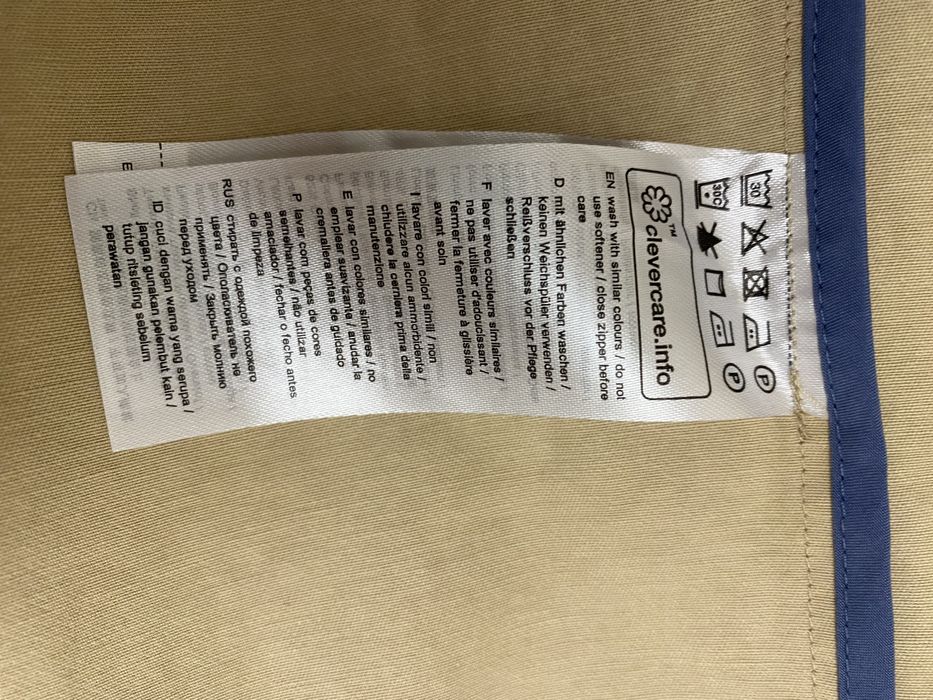 30
P
30°C
P
clevercare.info™
EN wash with similar colours / do not
use softener / close zipper before
care
D mit ähnlichen Farben waschen /
keinen Weichspüler verwenden /
Reißverschluss vor der Pflege
schließen
F laver avec couleurs similaires /
ne pas utiliser d'adoucissant /
fermer la fermeture à glissière
avant soin
I lavare con colori simili / non
utilizzare alcun ammorbidente /
chiudere la cerniera prima della
manutenzione
E lavar con colores similares / no
emplear suavizante / anudar la
cremallera antes de guidado
P lavar com peças de cores
semelhantes / não utilizar
amaciador / fechar o fecho antes
de limpeza
RUS стирать с одеждой похожего
цвета / Ополаскиватель не
применять / Закрыть молнию
перед уходом
ID cuci dengan warna yang serupa /
jangan gunakan pelembut kain /
tutup ritsleting sebelum
perawatan